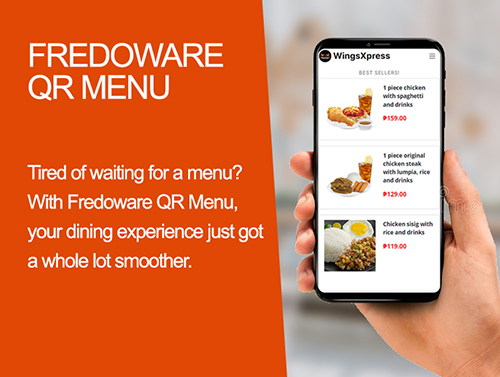 FREDOWARE
QR MENU
Tired of waiting for a menu?
With Fredoware QR Menu,
your dining experience just got
a whole lot smoother.
WingsXpress
BEST SELLERS!
1 piece chicken
with spaghetti
and drinks
₱159.00
1 piece original
chicken steak
with lumpia, rice
and drinks
₱129.00
Chicken sisig with
rice and drinks
₱119.00